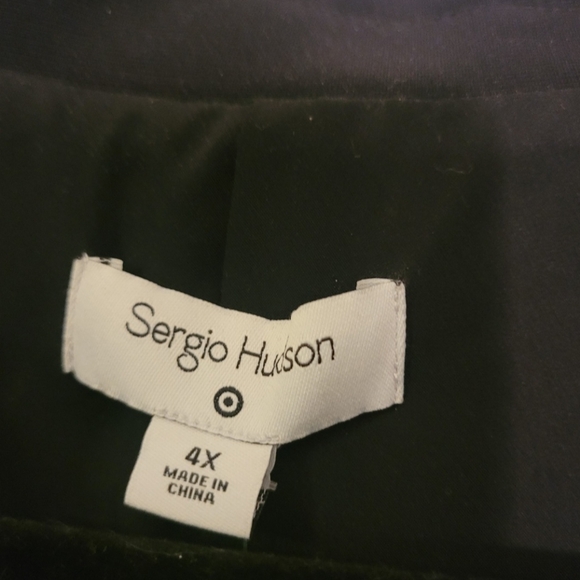 Sergio Hudson
4X
MADE IN
CHINA